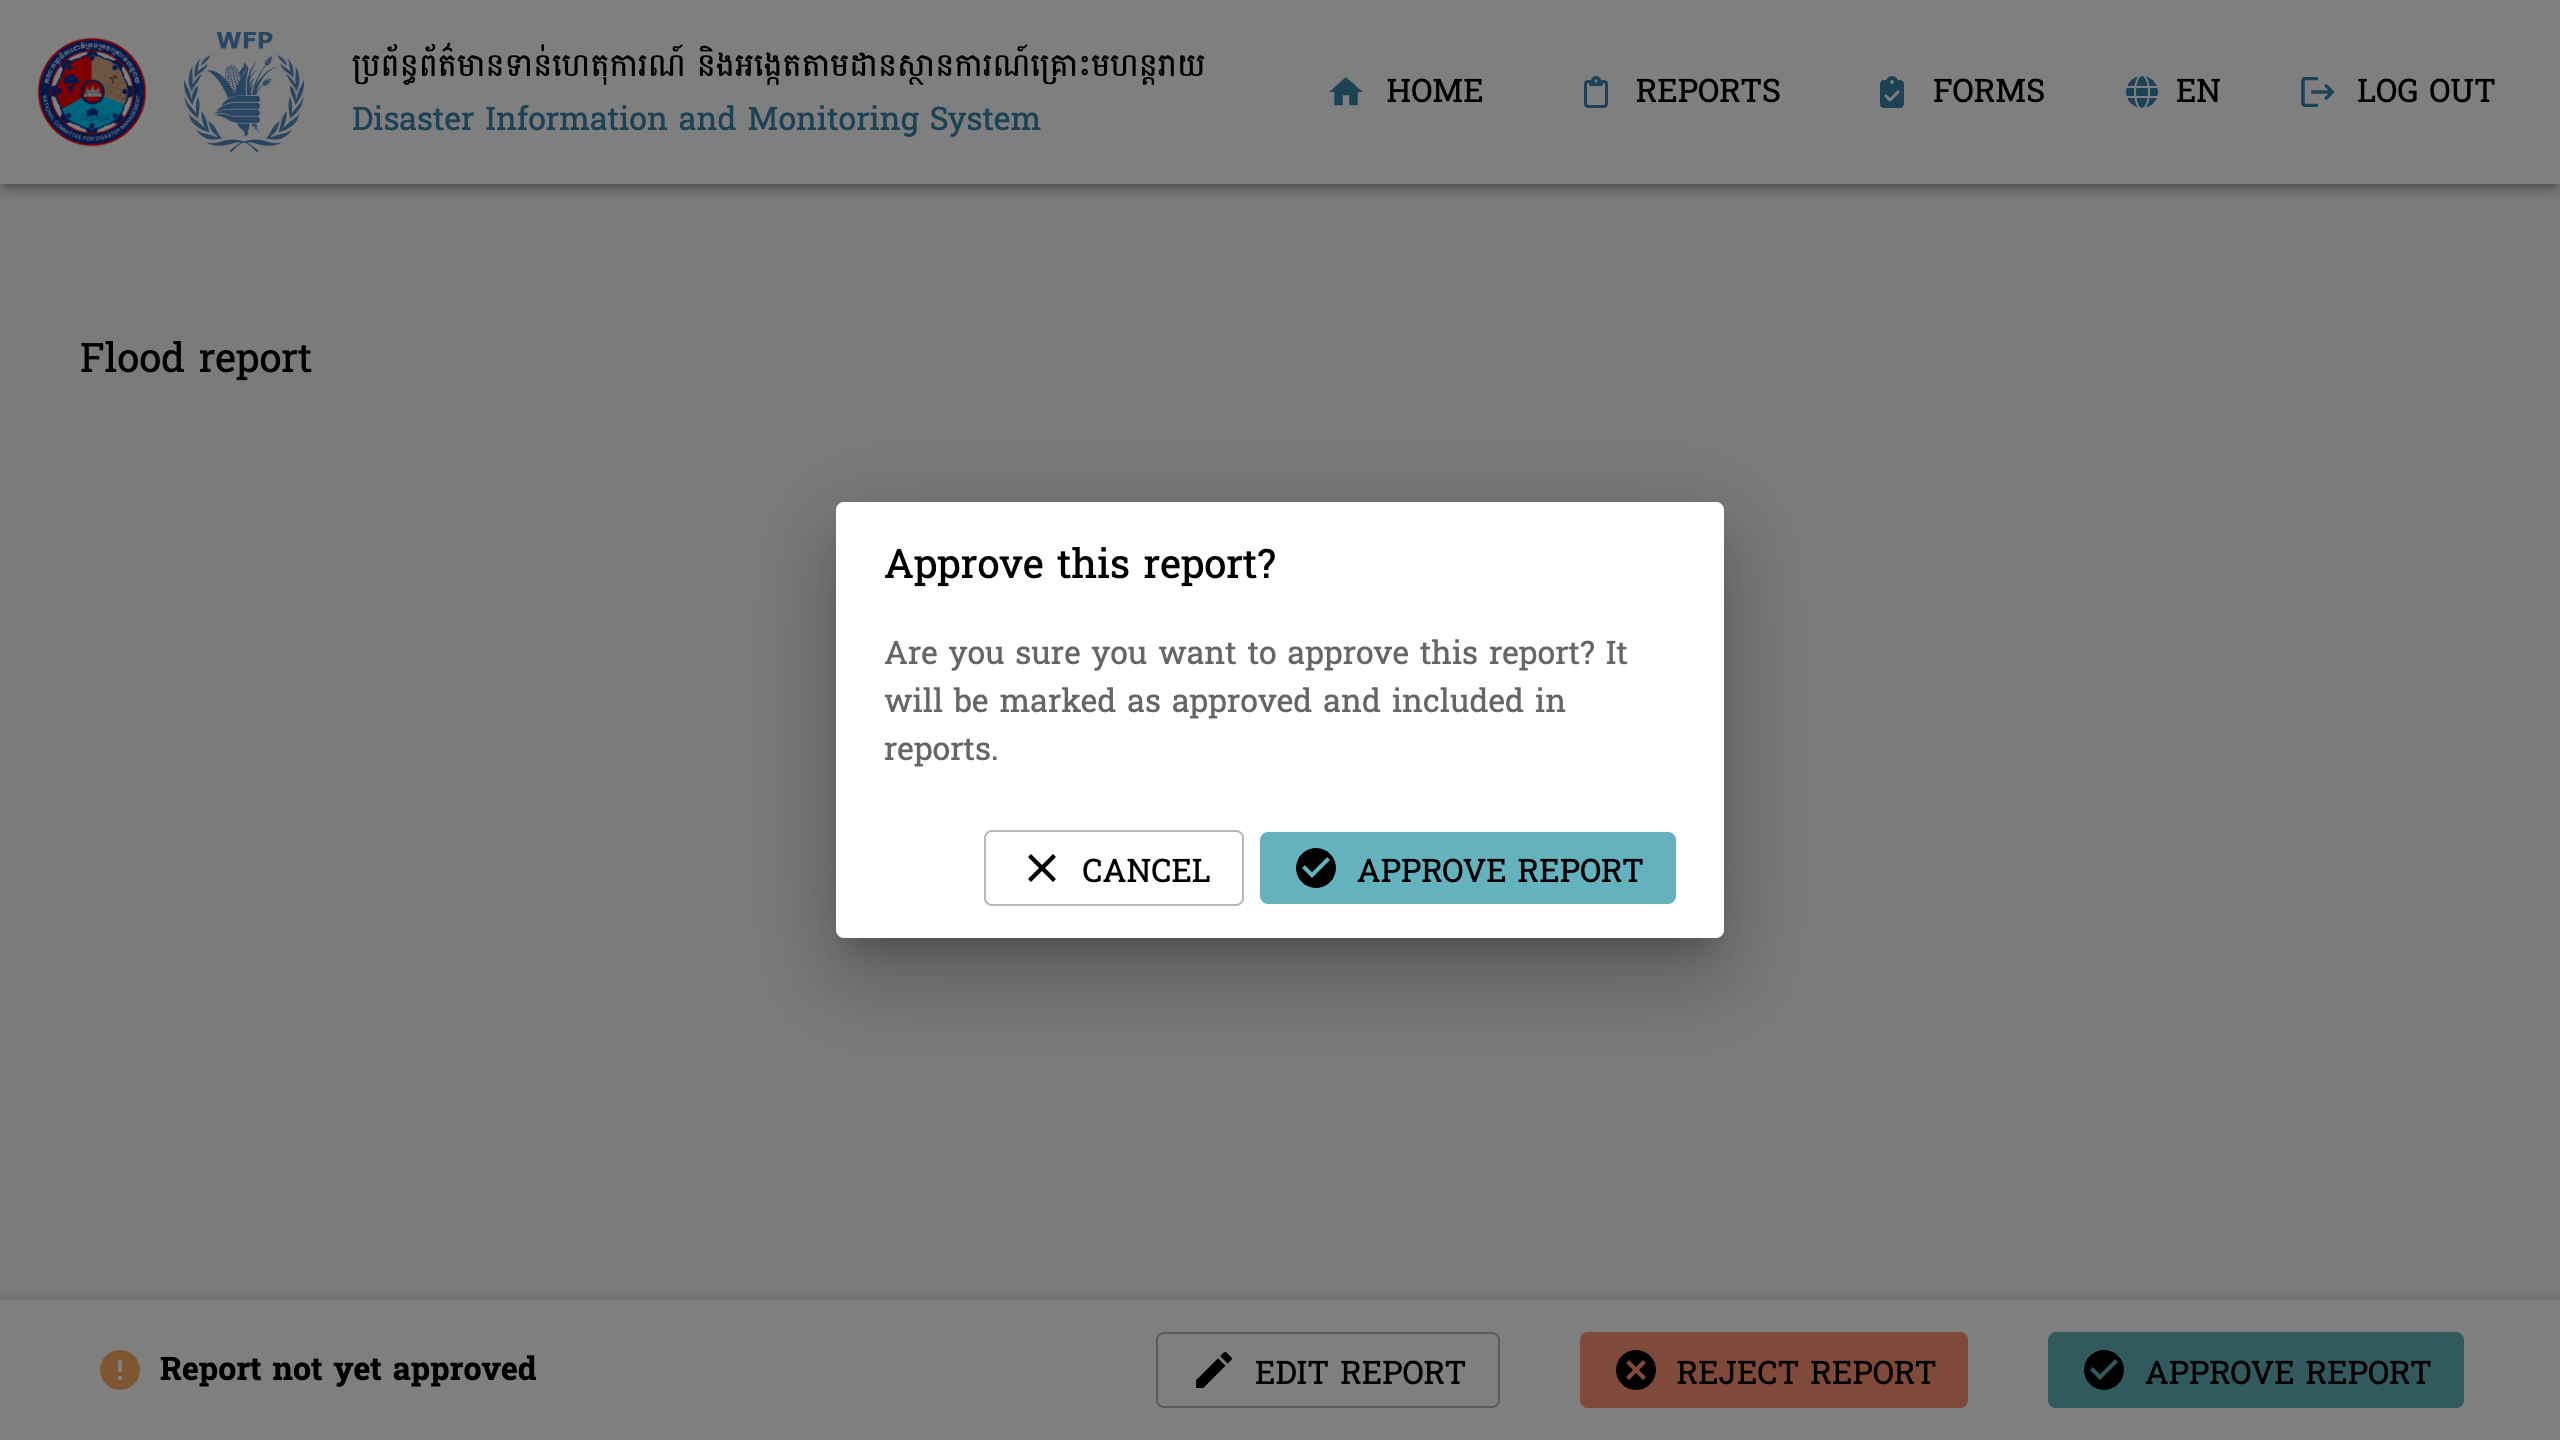 WFP
ប្រព័ន្ធព័ត៌មានទាន់ហេតុការណ៍ និងអង្កេតតាមដានស្ថានការណ៍គ្រោះមហន្តរាយ
Disaster Information and Monitoring System
HOME
REPORTS
FORMS
EN
LOG OUT
Flood report
Approve this report?
Are you sure you want to approve this report? It
will be marked as approved and included in
reports.
CANCEL
APPROVE REPORT
Report not yet approved
EDIT REPORT
REJECT REPORT
APPROVE REPORT